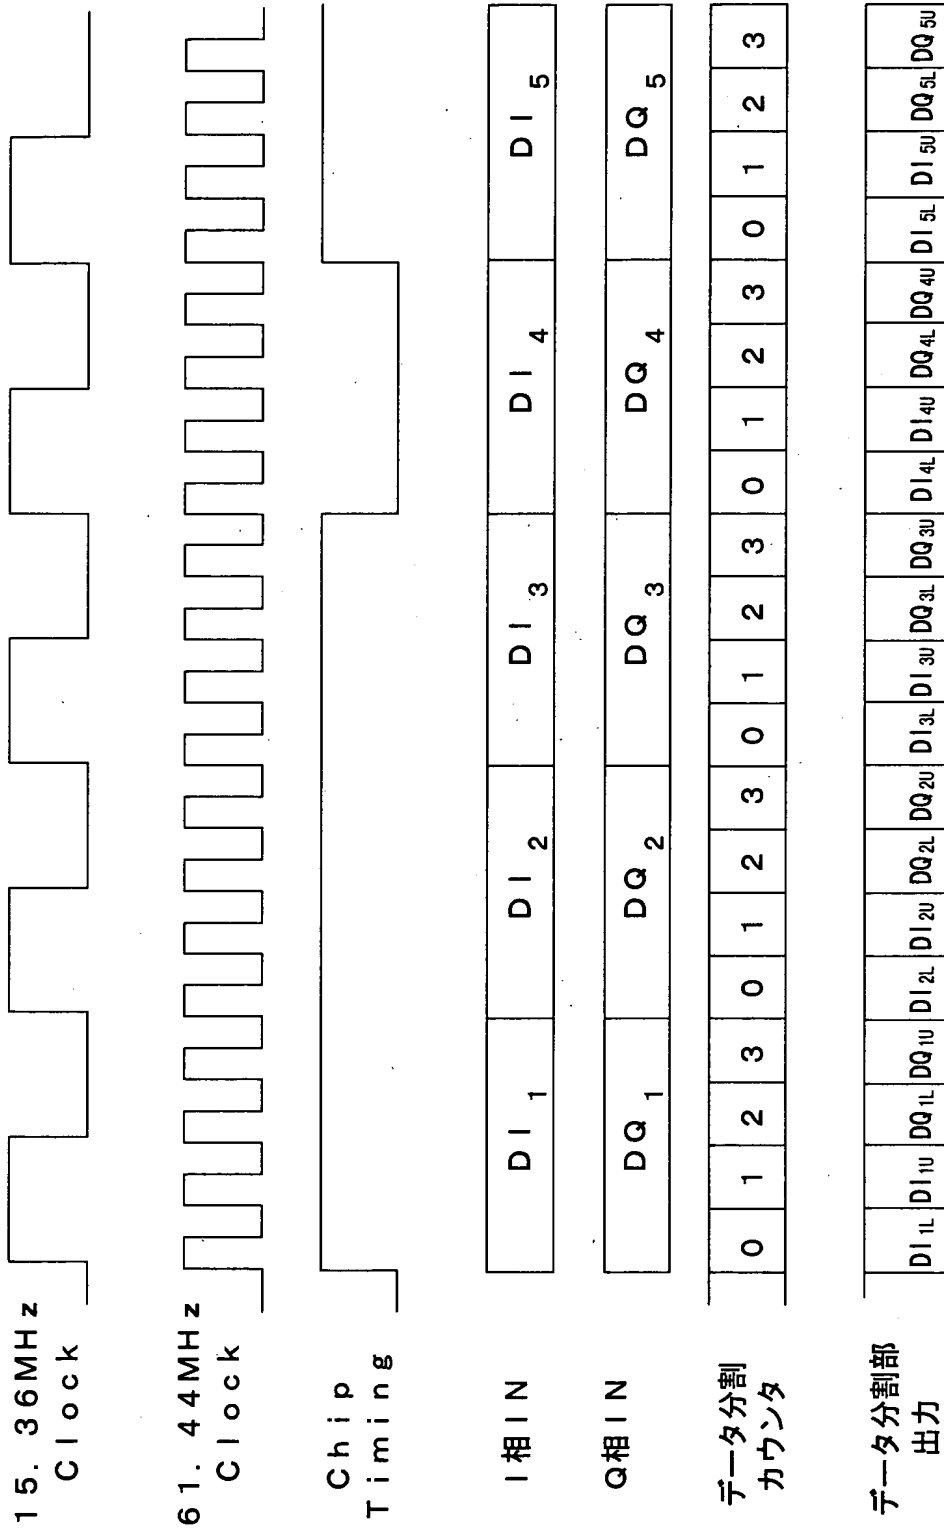 15.36MHz
Clock
61.44MHz
Clock
Chip
Timing
I相IN
DI1 DI2 DI3 DI4 DI5
Q相IN
DQ1 DQ2 DQ3 DQ4 DQ5
データ分割
カウンタ
0 1 2 3 0 1 2 3 0 1 2 3 0 1 2 3 0 1 2 3
データ分割部
出力
DI1L DI1U DQ1L DQ1U DI2L DI2U DQ2L DQ2U DI3L DI3U DQ3L DQ3U DI4L DI4U DQ4L DQ4U DI5L DI5U DQ5L DQ5U